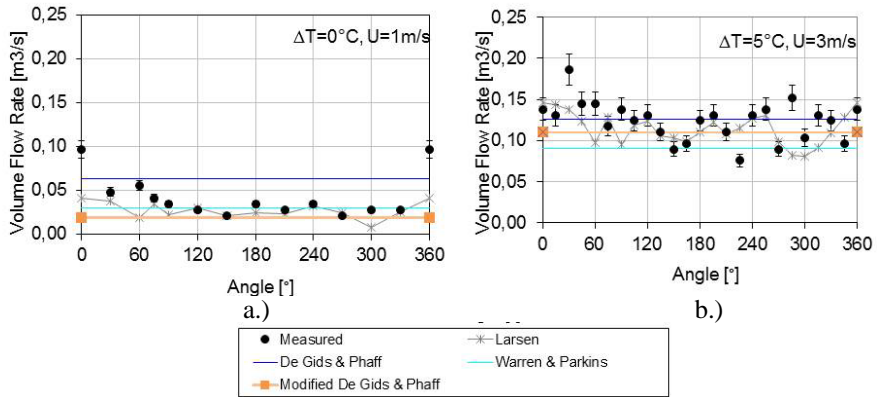 ΔT=0°C, U=1m/s
Volume Flow Rate [m3/s]
0,25
0,20
0,15
0,10
0,05
0,00
0 60 120 180 240 300 360
Angle [°]
a.)
ΔT=5°C, U=3m/s
Volume Flow Rate [m3/s]
0,25
0,20
0,15
0,10
0,05
0,00
0 60 120 180 240 300 360
Angle [°]
b.)
Measured
Larsen
De Gids & Phaff
Warren & Parkins
Modified De Gids & Phaff